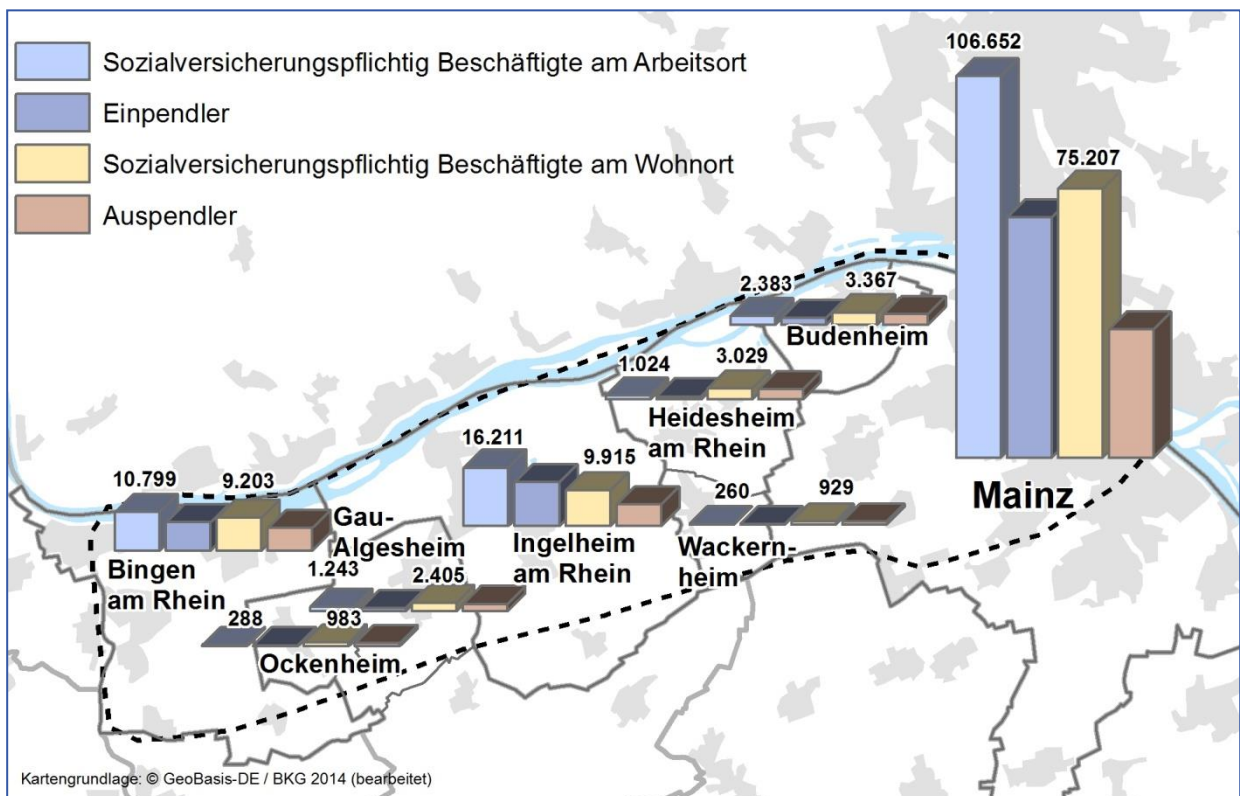 Sozialversicherungspflichtig Beschäftigte am Arbeitsort
Einpendler
Sozialversicherungspflichtig Beschäftigte am Wohnort
Auspendler
106.652
75.207
Mainz
2.383
3.367
Budenheim
1.024
3.029
Heidesheim
am Rhein
16.211
9.915
Ingelheim
am Rhein
260
929
Wackern-
heim
10.799
9.203
Bingen
am Rhein
Gau-
Algesheim
1.243
2.405
288
983
Ockenheim
Kartengrundlage: © GeoBasis-DE / BKG 2014 (bearbeitet)